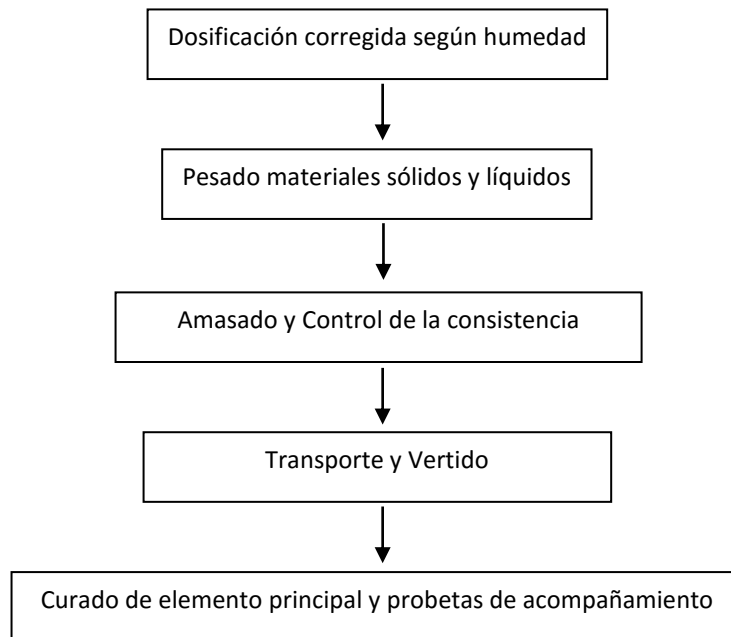 Dosificación corregida según humedad
Pesado materiales sólidos y líquidos
Amasado y Control de la consistencia
Transporte y Vertido
Curado de elemento principal y probetas de acompañamiento